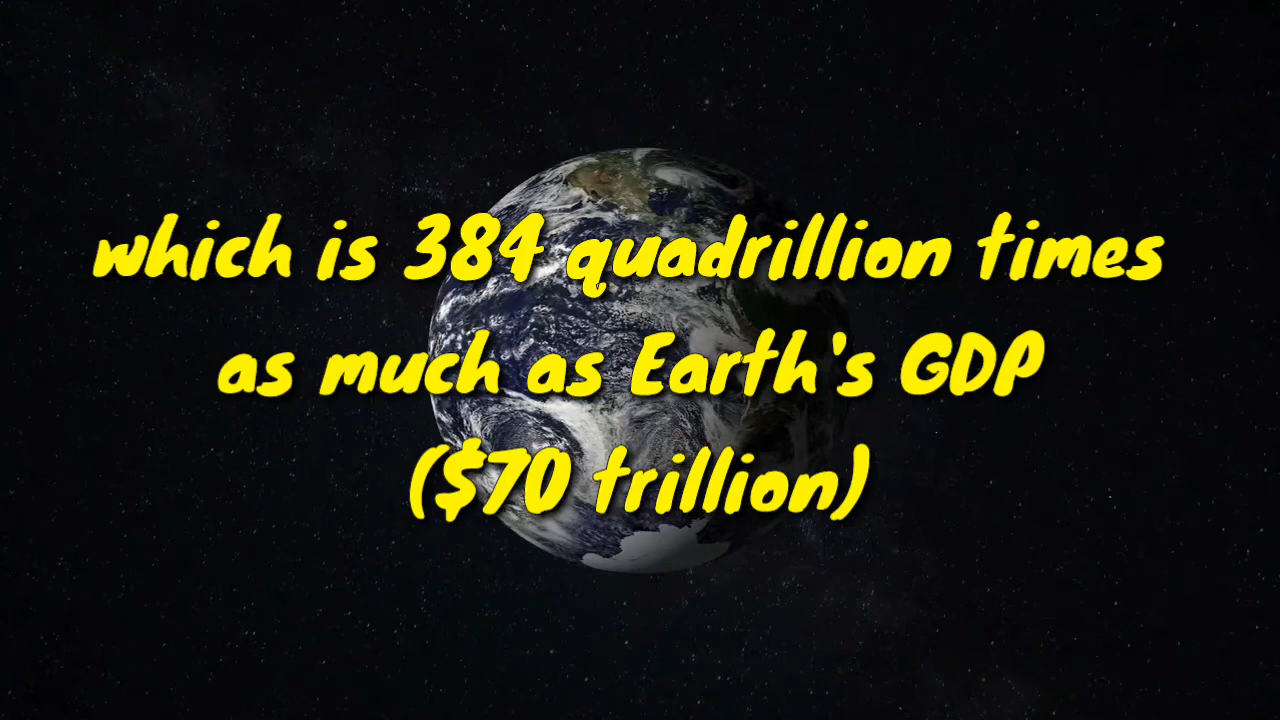 which is 384 quadrillion times
as much as Earth's GDP
($70 trillion)